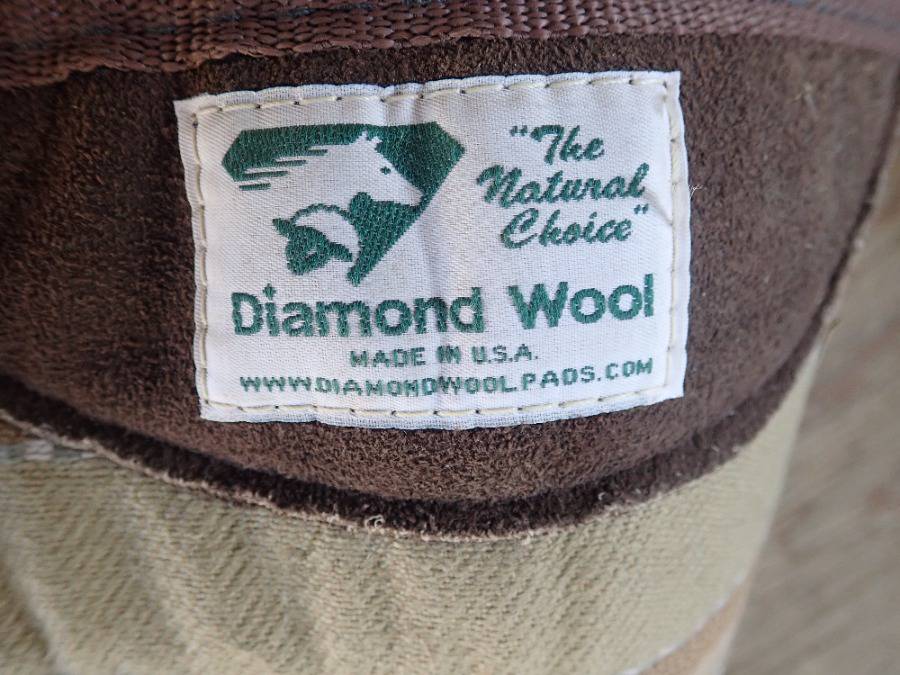 "The
Natural
Choice"
Diamond Wool
MADE IN U.S.A.
WWW.DIAMONDWOOLPADS.COM